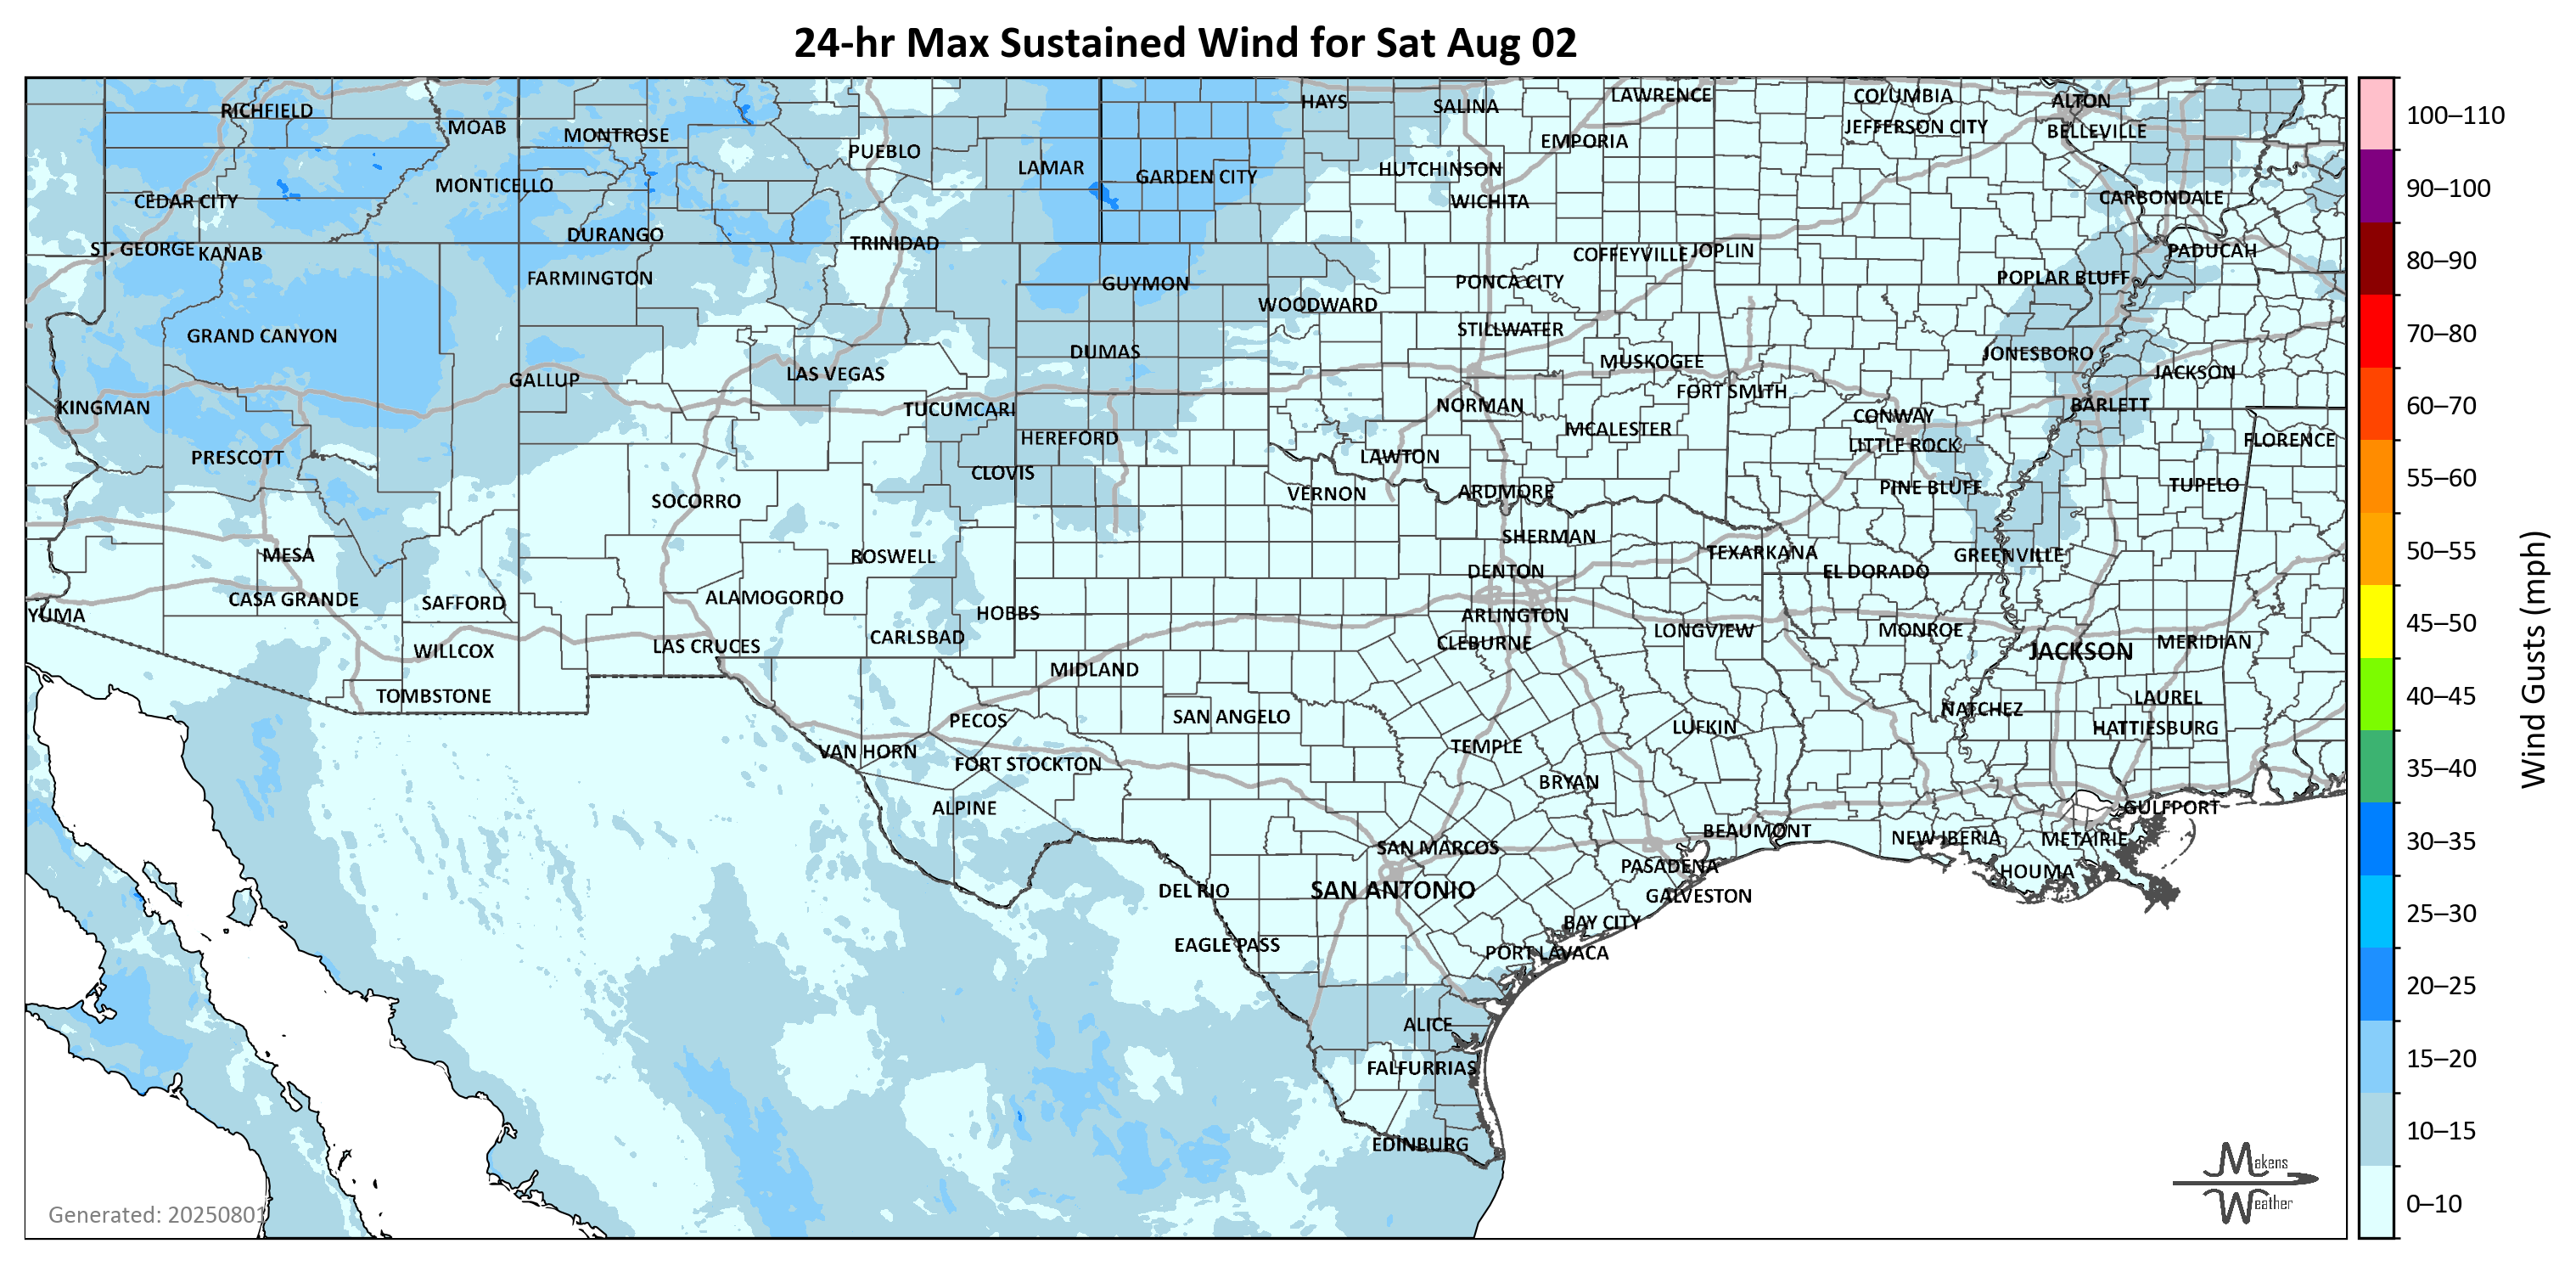 24-hr Max Sustained Wind for Sat Aug 02
RICHFIELD
MOAB
MONTROSE
PUEBLO
LAMAR
GARDEN CITY
HAYS
SALINA
LAWRENCE
EMPORIA
HUTCHINSON
WICHITA
COLUMBIA
JEFFERSON CITY
ALTON
BELLEVILLE
CARBONDALE
CEDAR CITY
MONTICELLO
ST. GEORGE
KANAB
DURANGO
TRINIDAD
FARMINGTON
GUYMON
WOODWARD
PONCA CITY
COFFEYVILLE
JOPLIN
POPLAR BLUFF
PADUCAH
GRAND CANYON
DUMAS
STILLWATER
MUSKOGEE
JONESBORO
JACKSON
GALLUP
LAS VEGAS
KINGMAN
TUCUMCARI
NORMAN
FORT SMITH
CONWAY
BARLETT
HEREFORD
MCALESTER
LITTLE ROCK
FLORENCE
PRESCOTT
CLOVIS
LAWTON
SOCORRO
VERNON
ARDMORE
PINE BLUFF
TUPELO
MESA
ROSWELL
SHERMAN
TEXARKANA
GREENVILLE
DENTON
EL DORADO
CASA GRANDE
SAFFORD
ALAMOGORDO
HOBBS
ARLINGTON
YUMA
CARLSBAD
CLEBURNE
LONGVIEW
MONROE
MERIDIAN
WILLCOX
LAS CRUCES
JACKSON
MIDLAND
TOMBSTONE
LAUREL
PECOS
SAN ANGELO
NATCHEZ
HATTIESBURG
LUFKIN
VAN HORN
FORT STOCKTON
TEMPLE
BRYAN
ALPINE
GULFPORT
BEAUMONT
NEW IBERIA
METAIRIE
SAN MARCOS
PASADENA
HOUMA
DEL RIO
SAN ANTONIO
GALVESTON
BAY CITY
EAGLE PASS
PORT LAVACA
ALICE
FALFURRIAS
EDINBURG
Generated: 20250801
Makens
Weather
100–110
90–100
80–90
70–80
60–70
55–60
50–55
45–50
40–45
35–40
30–35
25–30
20–25
15–20
10–15
0–10
Wind Gusts (mph)